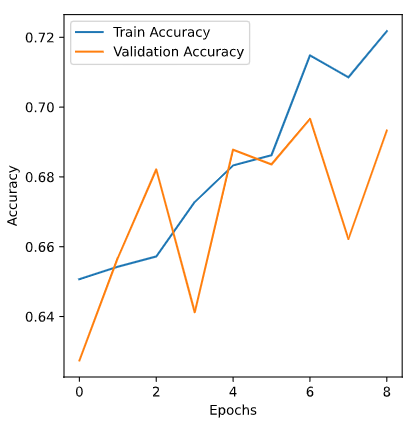 Train Accuracy
Validation Accuracy
0.72
0.70
0.68
0.66
0.64
Accuracy
0 2 4 6 8
Epochs